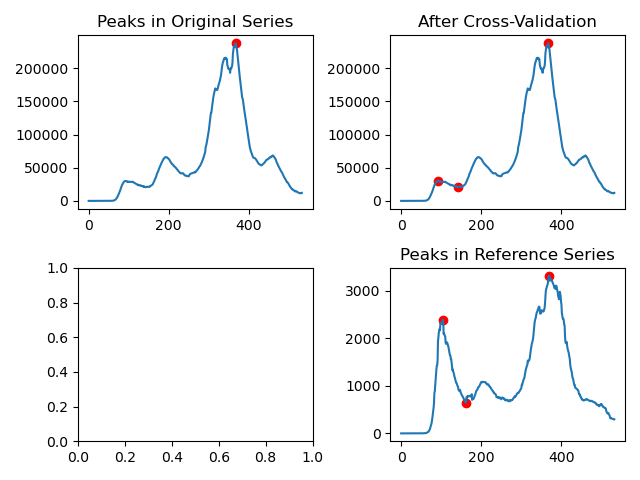 Peaks in Original Series
After Cross-Validation
200000
150000
100000
50000
0
0 200 400
200000
150000
100000
50000
0
0 200 400
Peaks in Reference Series
1.0
0.8
0.6
0.4
0.2
0.0
0.0 0.2 0.4 0.6 0.8 1.0
3000
2000
1000
0
0 200 400